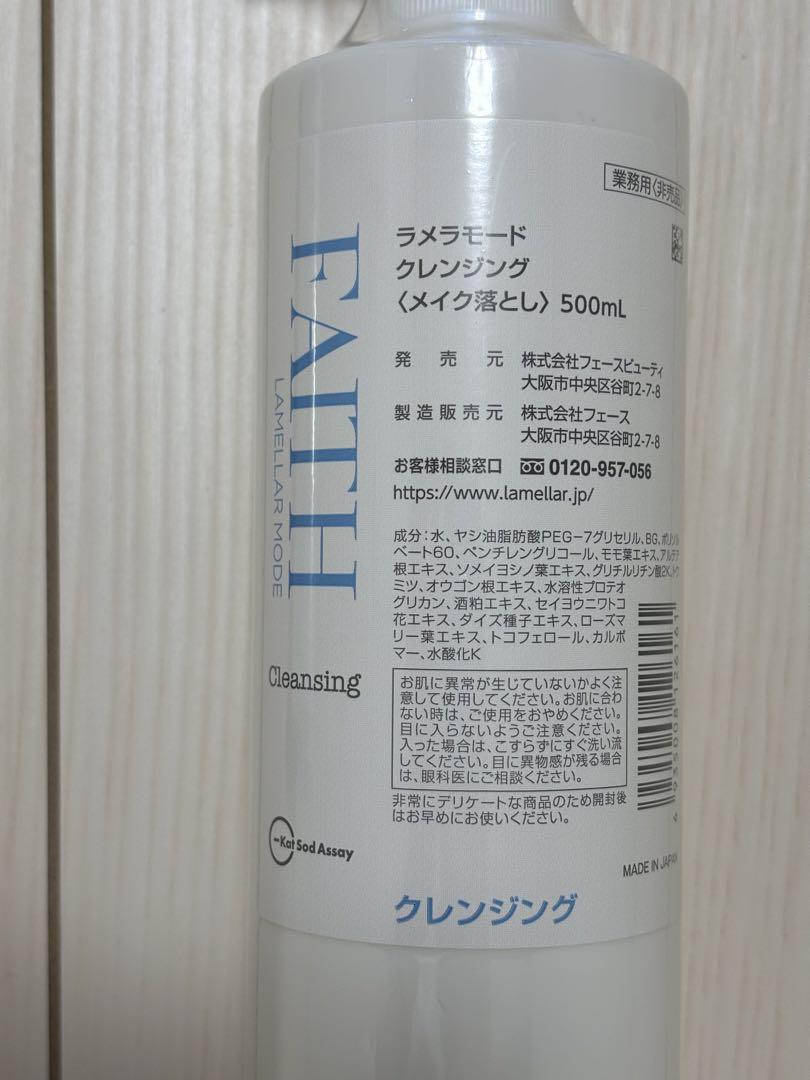 業務用〈非売品〉
FAITH
LAMELLAR MODE
Cleansing
ラメラモード
クレンジング
〈メイク落とし〉 500mL
発売元 株式会社フェースビューティ
大阪市中央区谷町2-7-8
製造販売元 株式会社フェース
大阪市中央区谷町2-7-8
お客様相談窓口 0120-957-056
https://www.lamellar.jp/
成分：水、ヤシ油脂肪酸PEG-7グリセリル、BG、ポリソル
ベート60、ペンチレングリコール、モモ葉エキス、アルテア
根エキス、ソメイヨシノ葉エキス、グリチルリチン酸2K、トウ
ミツ、オウゴン根エキス、水溶性プロテオ
グリカン、酒粕エキス、セイヨウニワトコ
花エキス、ダイズ種子エキス、ローズマ
リー葉エキス、トコフェロール、カルボ
マー、水酸化K
お肌に異常が生じていないかよく注
意して使用してください。お肌に合わ
ない時は、ご使用をおやめください。
目に入らないようご注意ください。
入った場合は、こすらずにすぐ洗い流
してください。目に異物感が残る場合
は、眼科医にご相談ください。
非常にデリケートな商品のため開封後
はお早めにお使いください。
Kat Sod Assay
MADE IN JAPAN
クレンジング